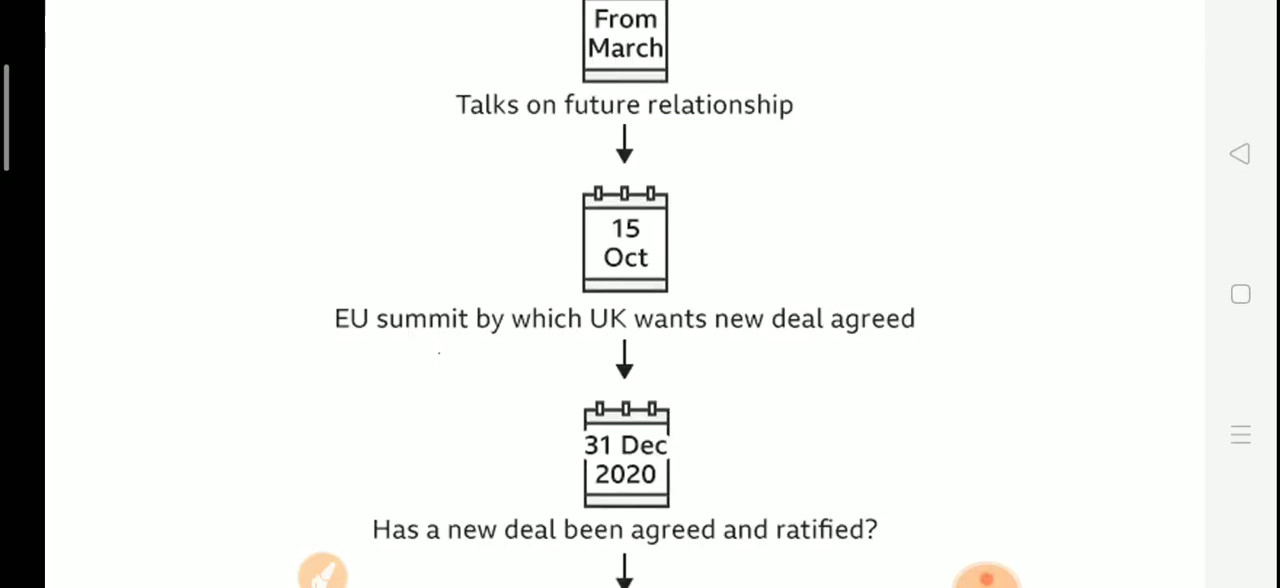 From
March
Talks on future relationship
15
Oct
EU summit by which UK wants new deal agreed
31 Dec
2020
Has a new deal been agreed and ratified?